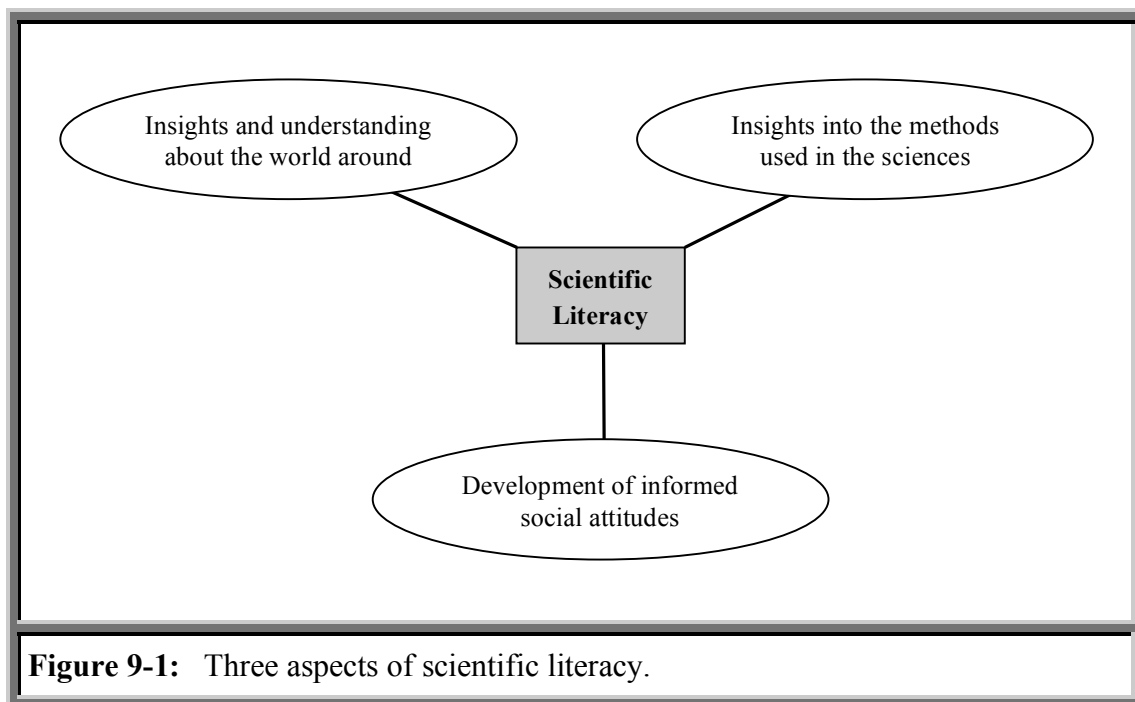 Insights and understanding
about the world around
Insights into the methods
used in the sciences
Scientific
Literacy
Development of informed
social attitudes
Figure 9-1: Three aspects of scientific literacy.